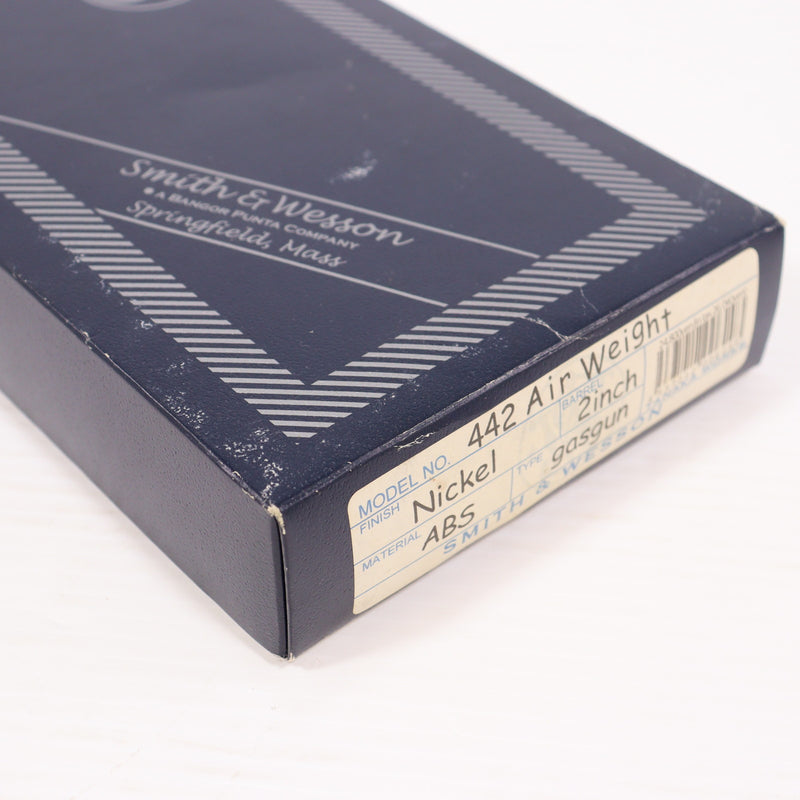 Smith & Wesson
• A BANGOR PUNTA COMPANY
Springfield, Mass
MODEL NO. 442 Air Weight
FINISH Nickel BARREL 2inch
MATERIAL ABS TYPE gasgun
SMITH & WESSON